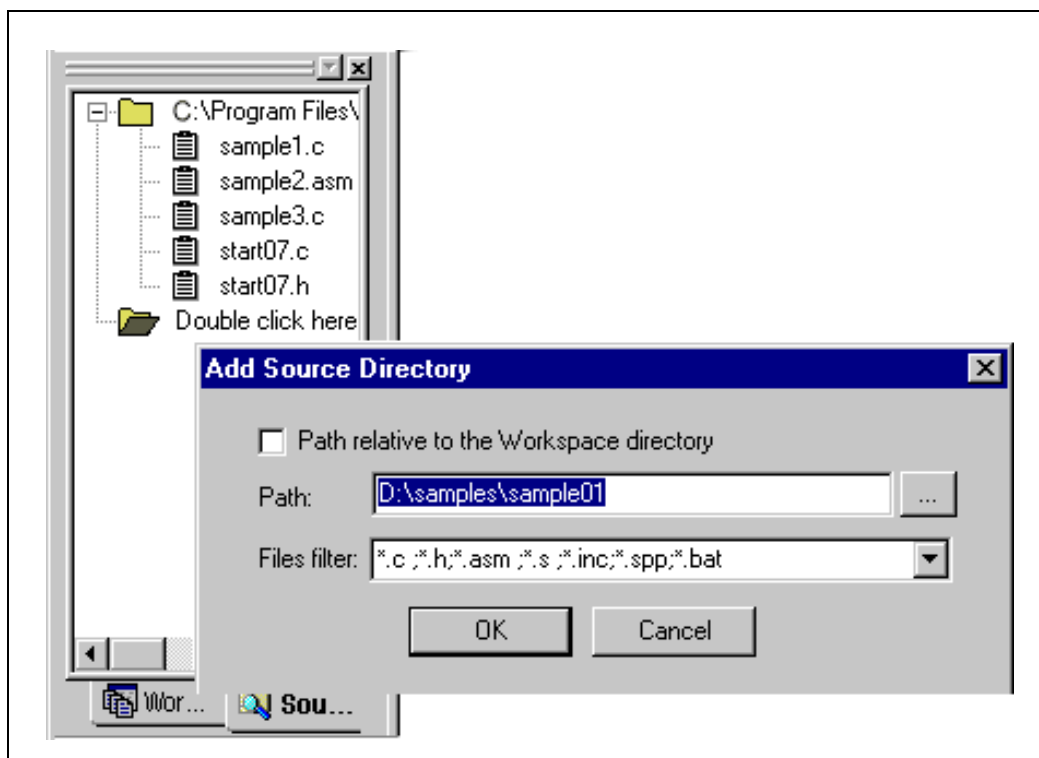 C:\Program Files\
sample1.c
sample2.asm
sample3.c
start07.c
start07.h
Double click here
Add Source Directory
Path relative to the Workspace directory
Path: D:\samples\sample01 ...
Files filter: *.c ;*.h;*.asm ;*.s ;*.inc;*.spp;*.bat
OK Cancel
Wor... Sou...